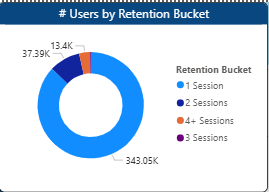 # Users by Retention Bucket
13.4K
37.39K
Retention Bucket
1 Session
2 Sessions
4+ Sessions
3 Sessions
343.05K